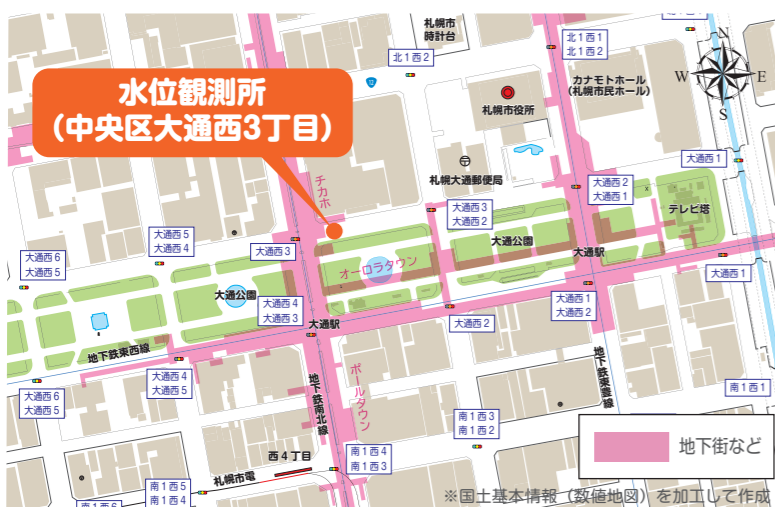 札幌市
時計台
北1西1
北1西2
北1西2
12
カナモトホール
(札幌市民ホール)
N
W
E
S
水位観測所
(中央区大通西3丁目)
札幌市役所
チカホ
札幌大通郵便局
大通西1
大通西2
大通西1
テレビ塔
大通西3
大通西2
大通西5
大通西4
大通西3
大通公園
大通駅
大通西1
大通西6
大通西5
オーロラタウン
大通公園
大通西4
大通西3
大通駅
大通西1
大通西2
大通西2
地下鉄東西線
大通西4
大通西5
大通西6
大通西5
地下鉄南北線
ポールタウン
地下鉄東豊線
南1西1
南1西3
南1西2
西4丁目
南1西4
南1西3
札幌市電
南1西5
南1西4
南1西6
地下街など
※国土基本情報(数値地図)を加工して作成